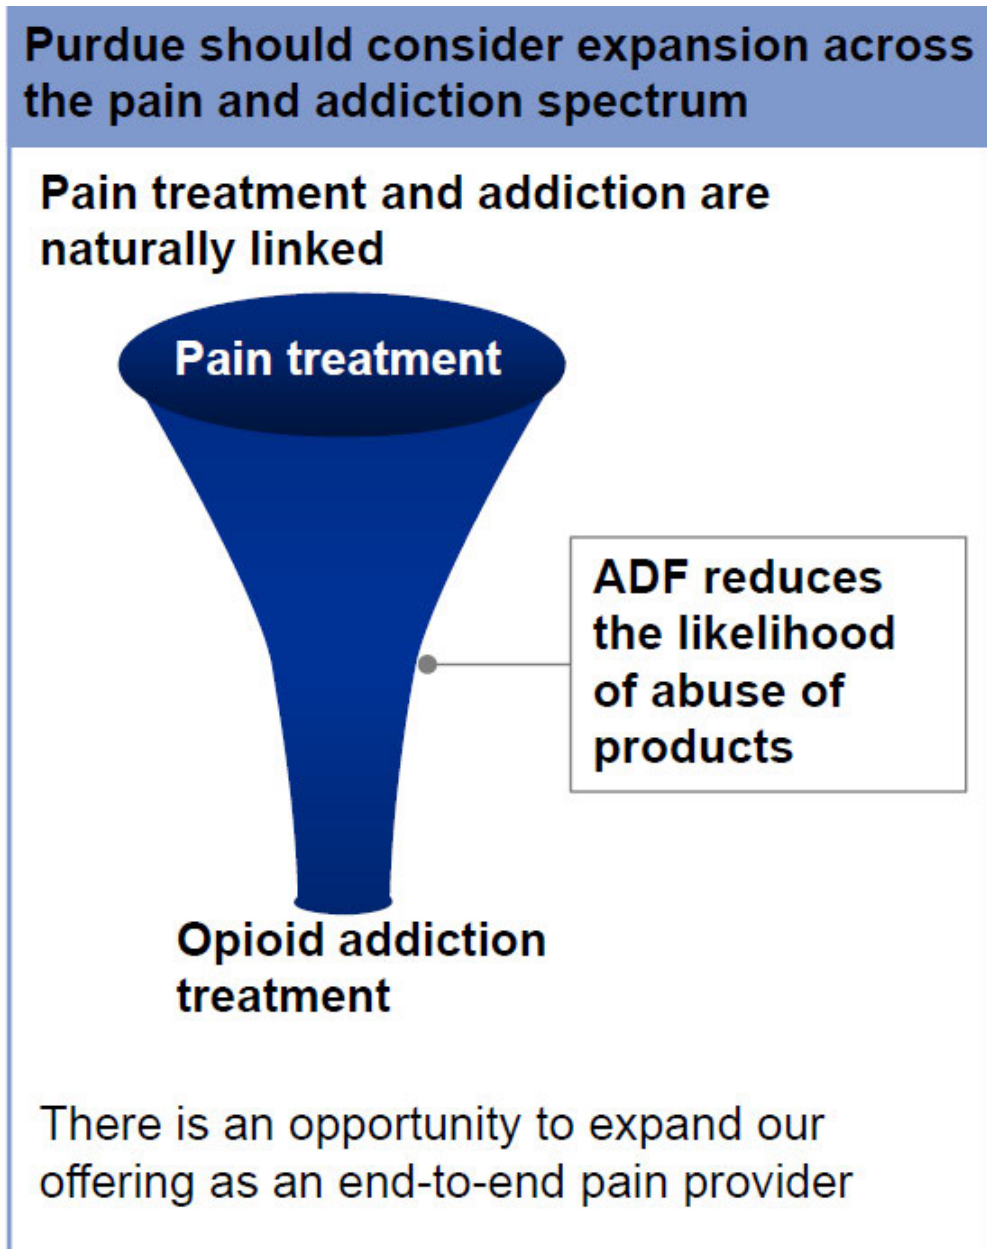 Purdue should consider expansion across
the pain and addiction spectrum
Pain treatment and addiction are
naturally linked
Pain treatment
ADF reduces
the likelihood
of abuse of
products
Opioid addiction
treatment
There is an opportunity to expand our
offering as an end-to-end pain provider